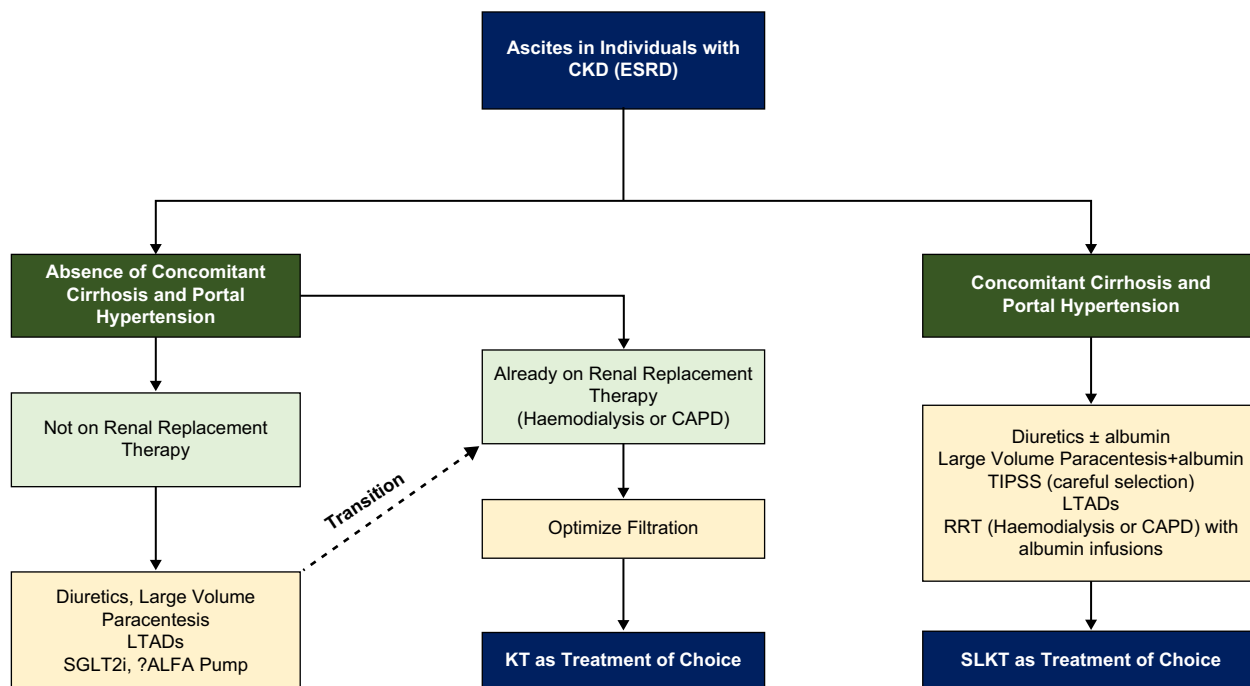 Ascites in Individuals with
CKD (ESRD)
Absence of Concomitant
Cirrhosis and Portal
Hypertension
Concomitant Cirrhosis and
Portal Hypertension
Not on Renal Replacement
Therapy
Already on Renal Replacement
Therapy
(Haemodialysis or CAPD)
Diuretics ± albumin
Large Volume Paracentesis+albumin
TIPSS (careful selection)
LTADs
RRT (Haemodialysis or CAPD) with
albumin infusions
Transition
Optimize Filtration
Diuretics, Large Volume
Paracentesis
LTADs
SGLT2i, ?ALFA Pump
KT as Treatment of Choice
SLKT as Treatment of Choice